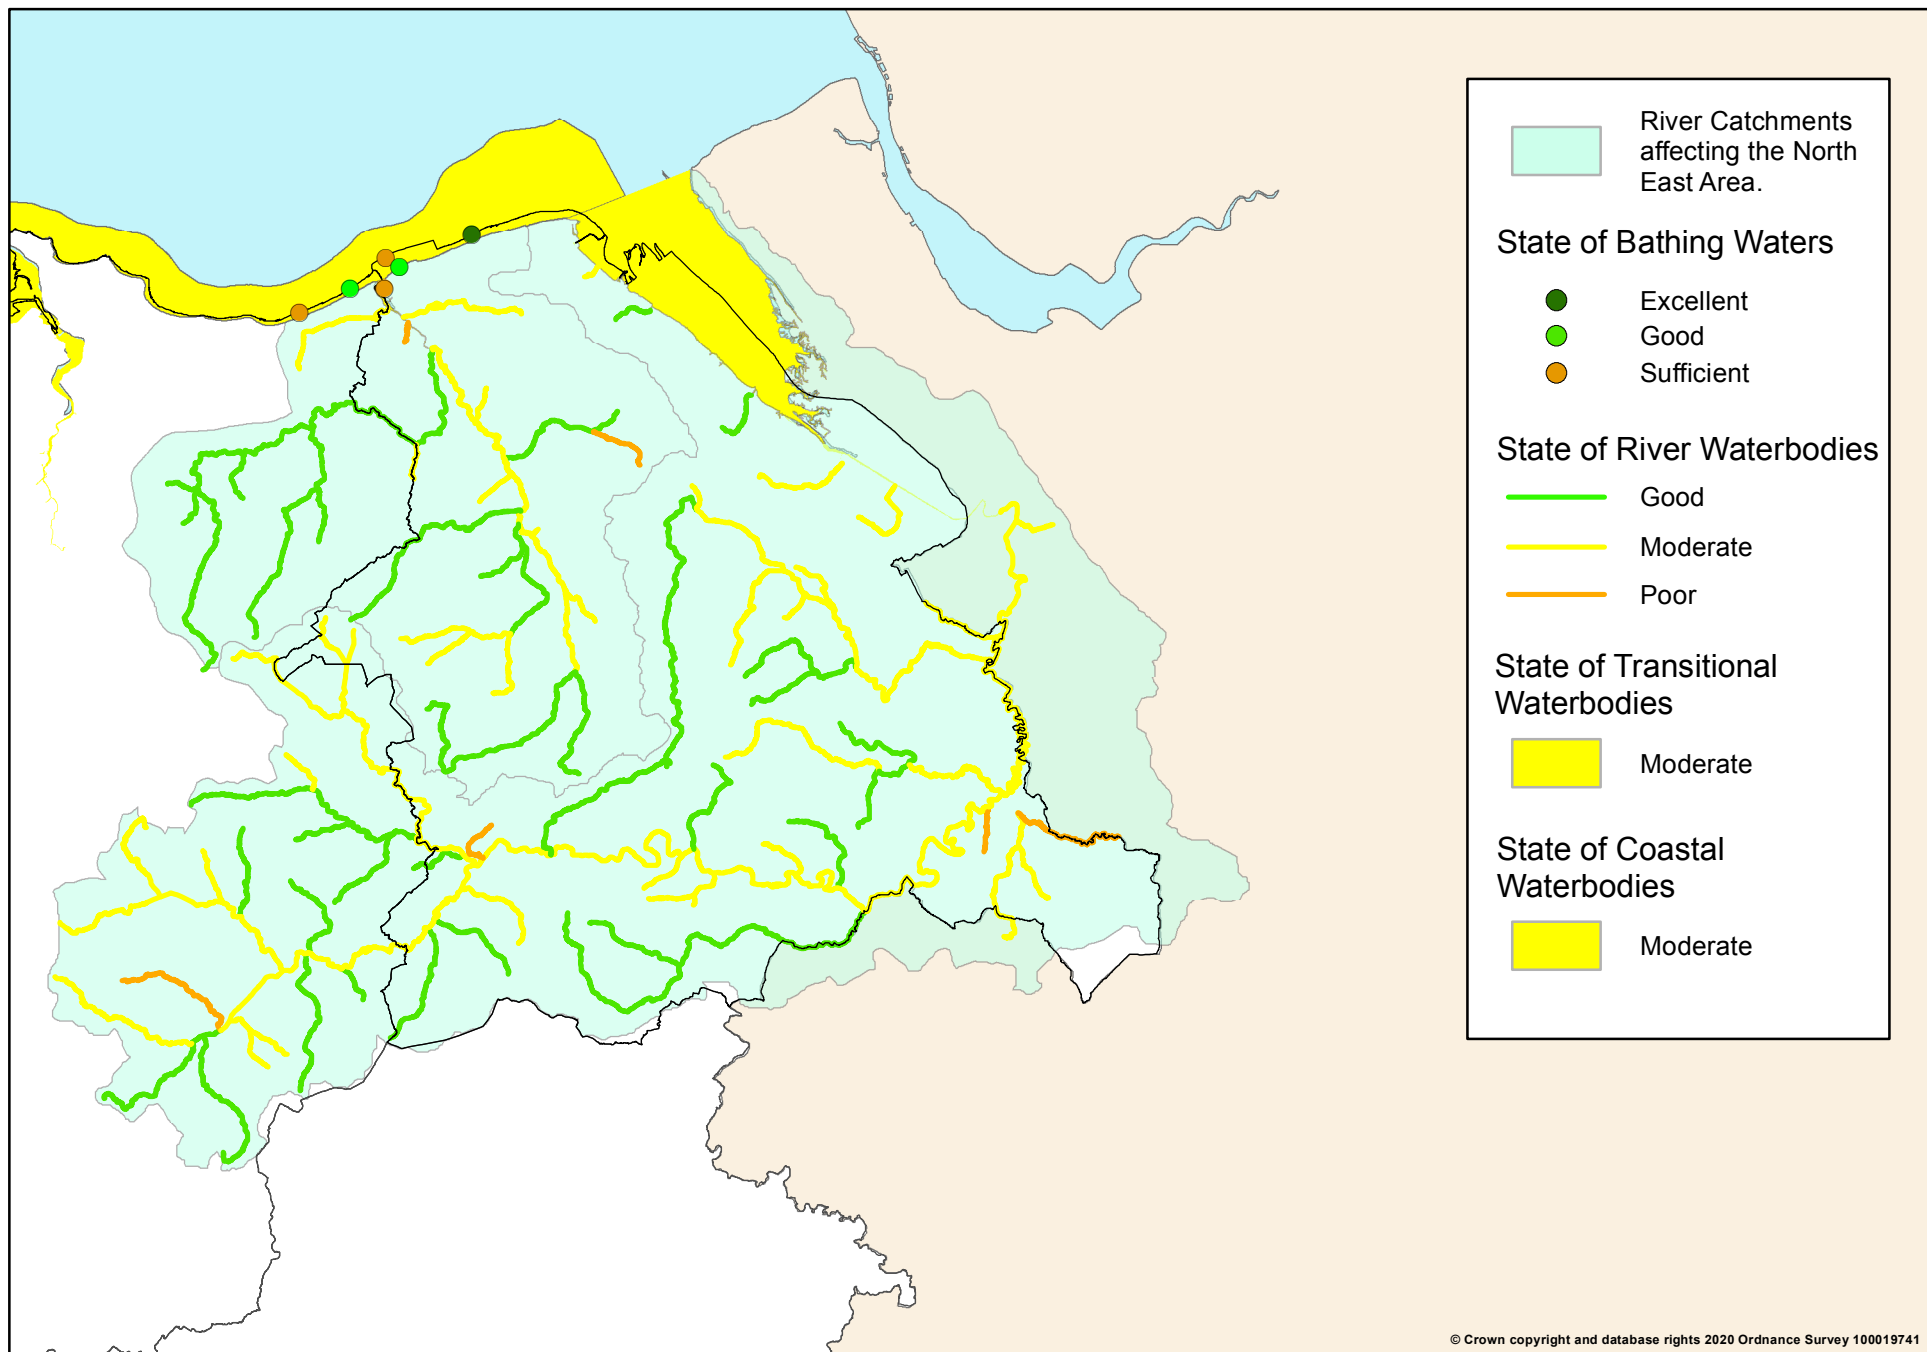 River Catchments
affecting the North
East Area.
State of Bathing Waters
Excellent
Good
Sufficient
State of River Waterbodies
Good
Moderate
Poor
State of Transitional
Waterbodies
Moderate
State of Coastal
Waterbodies
Moderate
© Crown copyright and database rights 2020 Ordnance Survey 100019741